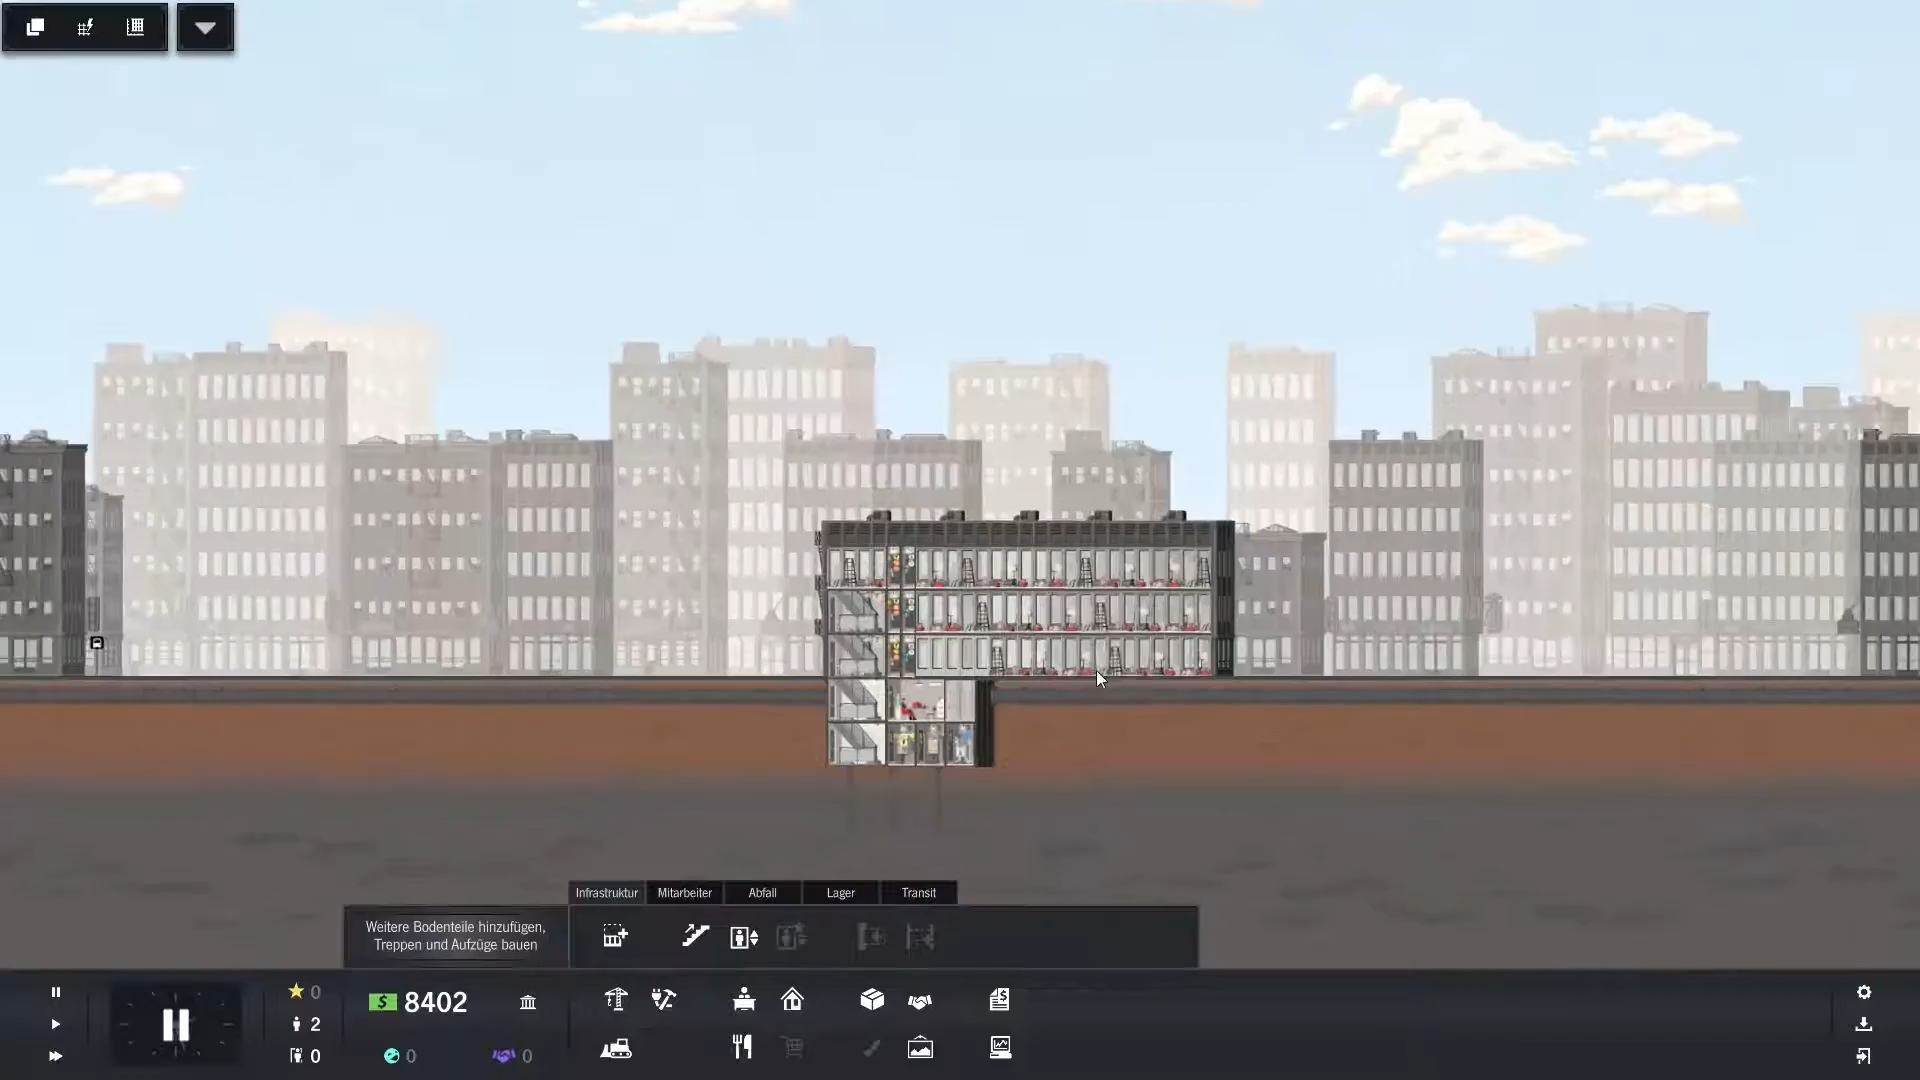 Infrastruktur
Mitarbeiter
Abfall
Lager
Transit
Weitere Bodenteile hinzufügen,
Treppen und Aufzüge bauen
0
8402
2
0
0
0